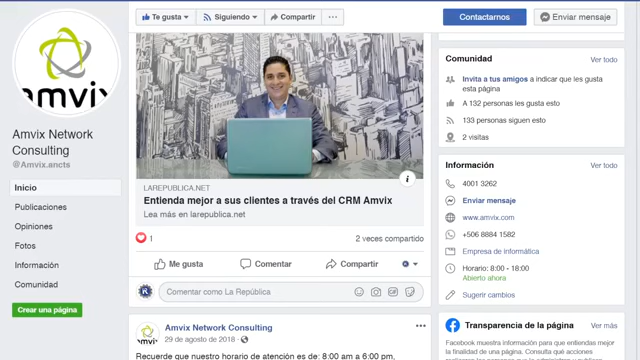 Te gusta
Siguiendo
Compartir
Contactarnos
Enviar mensaje
amvix
Amvix Network
Consulting
@Amvix.ancts
Inicio
Publicaciones
Opiniones
Fotos
Información
Comunidad
Crear una página
LAREPUBLICA.NET
Entienda mejor a sus clientes a través del CRM Amvix
Lea más en larepublica.net
1
2 veces compartido
Me gusta
Comentar
Compartir
Comentar como La República
GIF
amvix
Amvix Network Consulting
29 de agosto de 2018 ·
Recuerde que nuestro horario de atención es de: 8:00 am a 6:00 pm,
Comunidad
Ver todo
Invita a tus amigos a indicar que les gusta
esta página
A 132 personas les gusta esto
133 personas siguen esto
2 visitas
Información
Ver todo
4001 3262
Enviar mensaje
www.amvix.com
+506 8884 1582
Empresa de informática
Horario: 8:00 - 18:00
Abierto ahora
Sugerir cambios
Transparencia de la página
Ver más
Facebook muestra información para que entiendas mejor
la finalidad de una página. Consulta qué acciones